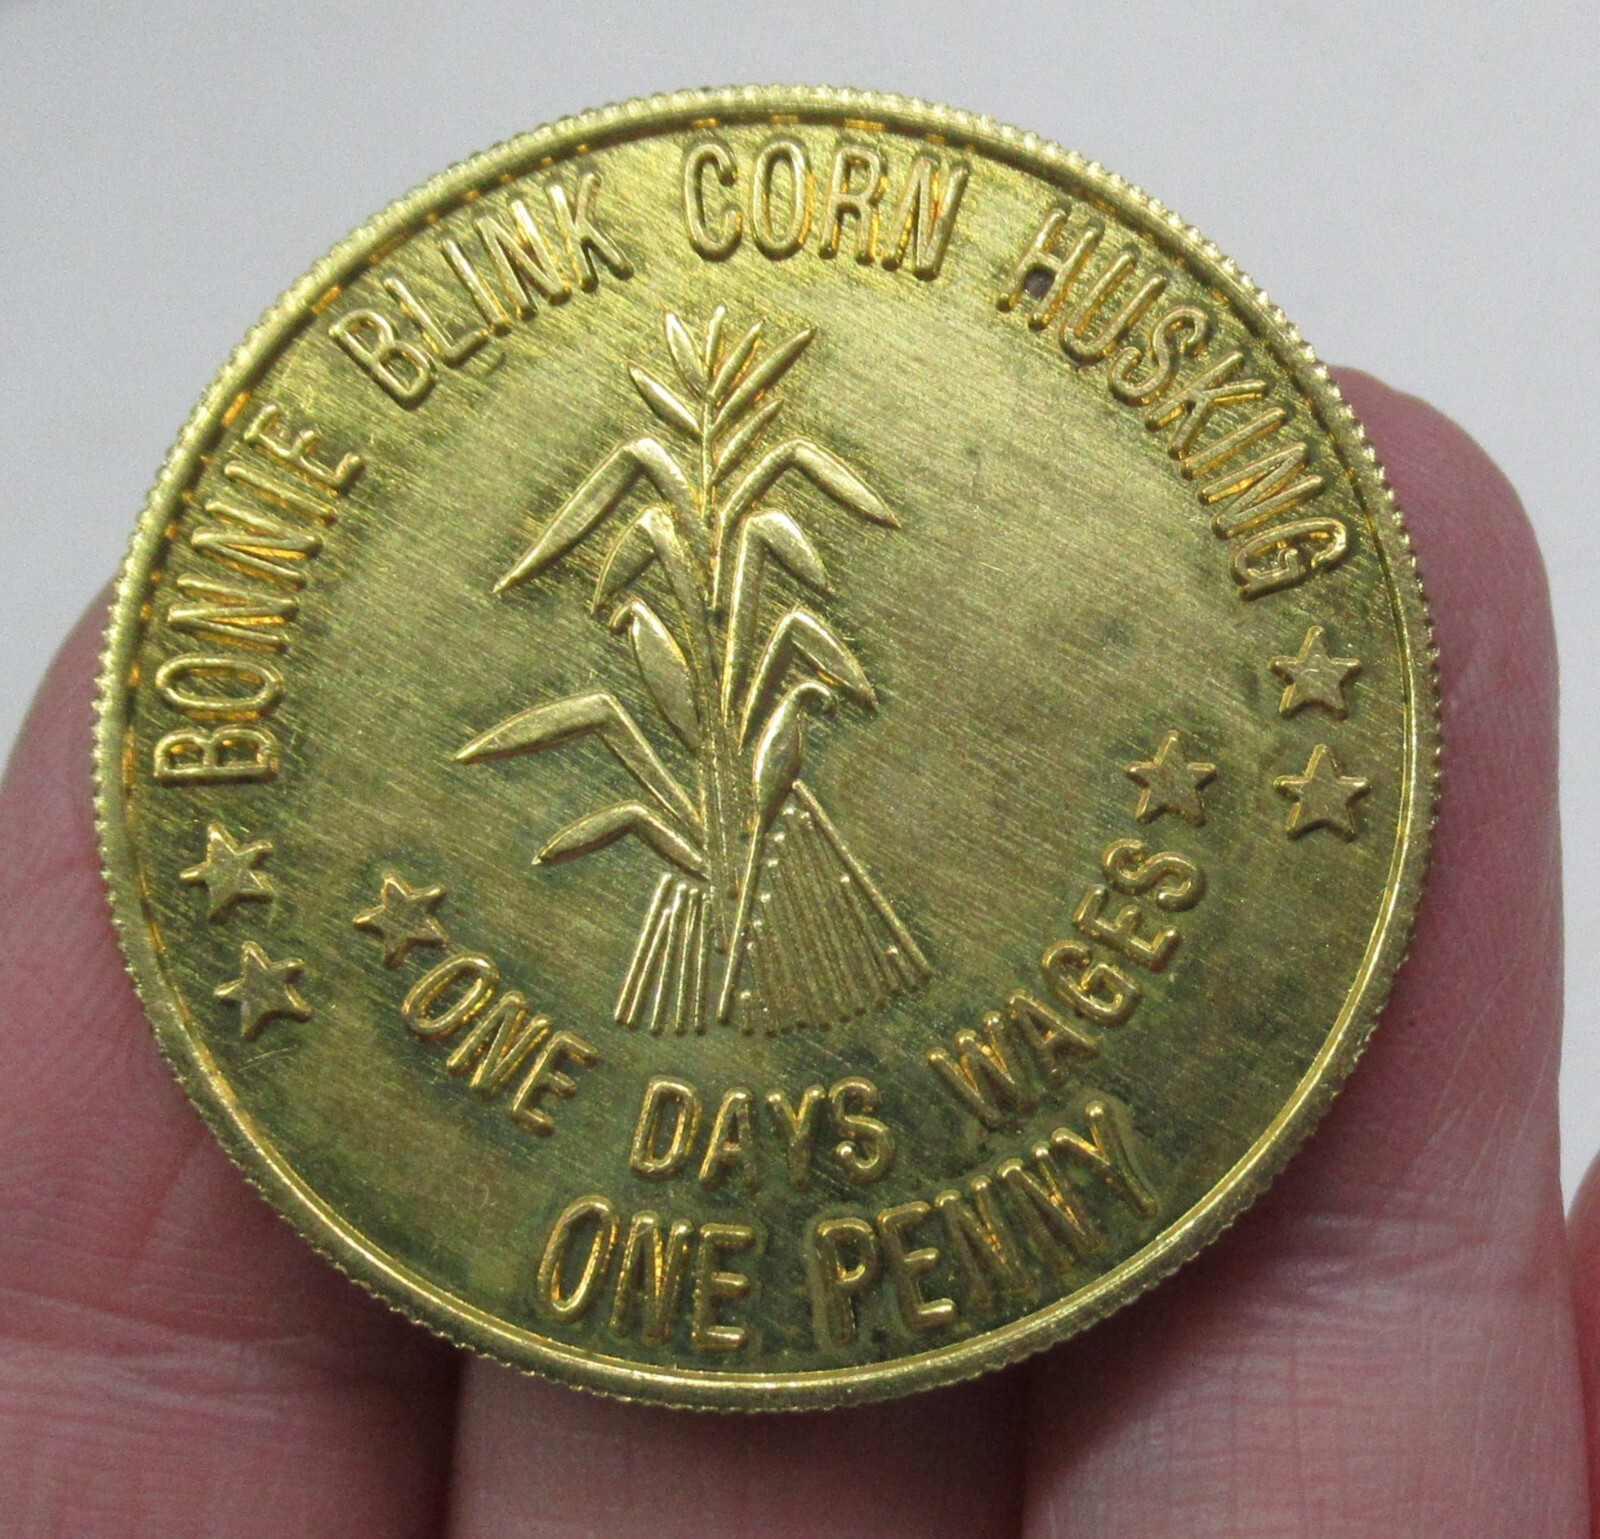 BONNIE BLINK CORN HUSKING
ONE DAYS WAGES
ONE PENNY